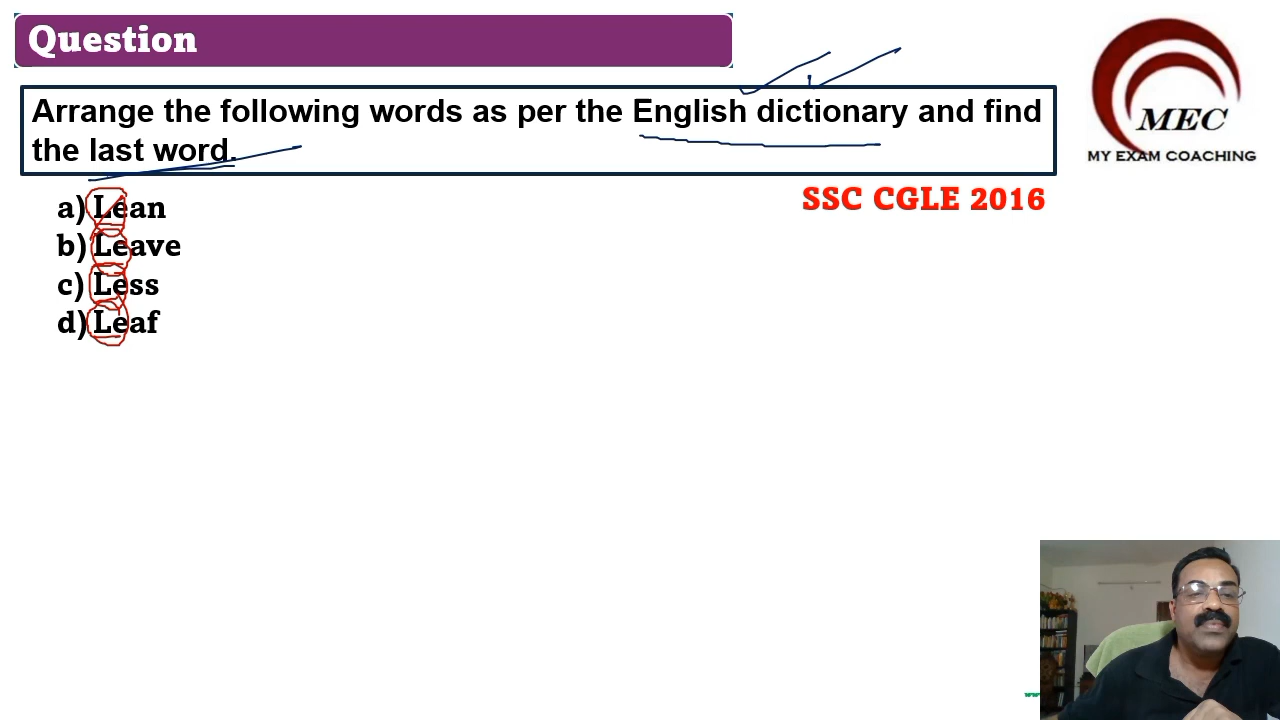 Question
Arrange the following words as per the English dictionary and find
the last word.
MEC
MY EXAM COACHING
SSC CGLE 2016
a) Lean
b) Leave
c) Less
d) Leaf